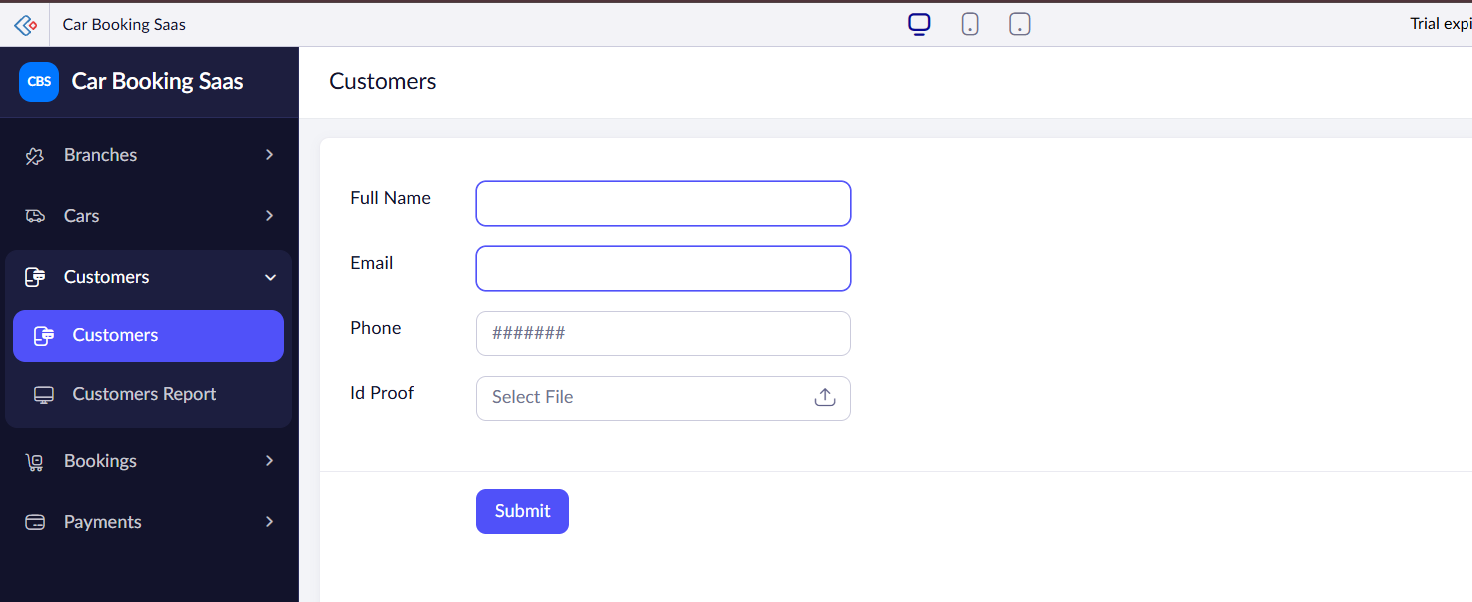 Car Booking Saas
Trial expi
CBS
Car Booking Saas
Branches
Cars
Customers
Customers
Customers Report
Bookings
Payments
Customers
Full Name
Email
Phone
#######
Id Proof
Select File
Submit